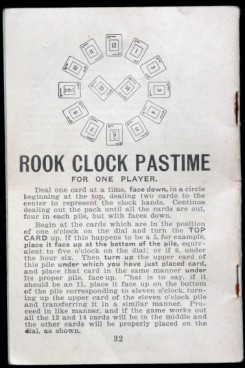 12
ROOK CLOCK PASTIME
FOR ONE PLAYER.
Deal one card at a time, face down, in a circle
beginning at the top, dealing two cards to the
center to represent the clock hands. Continue
dealing out the pack until all the cards are out,
four in each pile, but with faces down.
Begin at the cards which are in the position
of one o'clock on the dial and turn the TOP
CARD up. If this happens to be a 5, for example,
place it face up at the bottom of the pile, equiv-
alent to five o'clock on the dial; or if 6, under
the hour six. Then turn up the upper card of
this pile under which you have just placed card,
and place that card in the same manner under
its proper pile, face up. That is to say, if it
should be an 11, place it face up on the bottom
of the pile corresponding to eleven o'clock, turn-
ing up the upper card of the eleven o'clock pile
and transferring it in a similar manner. Pro-
ceed in like manner, and if the game works out
all the 13 and 14 cards will be in the middle and
the other cards will be properly placed on the
dial, as shown.
32